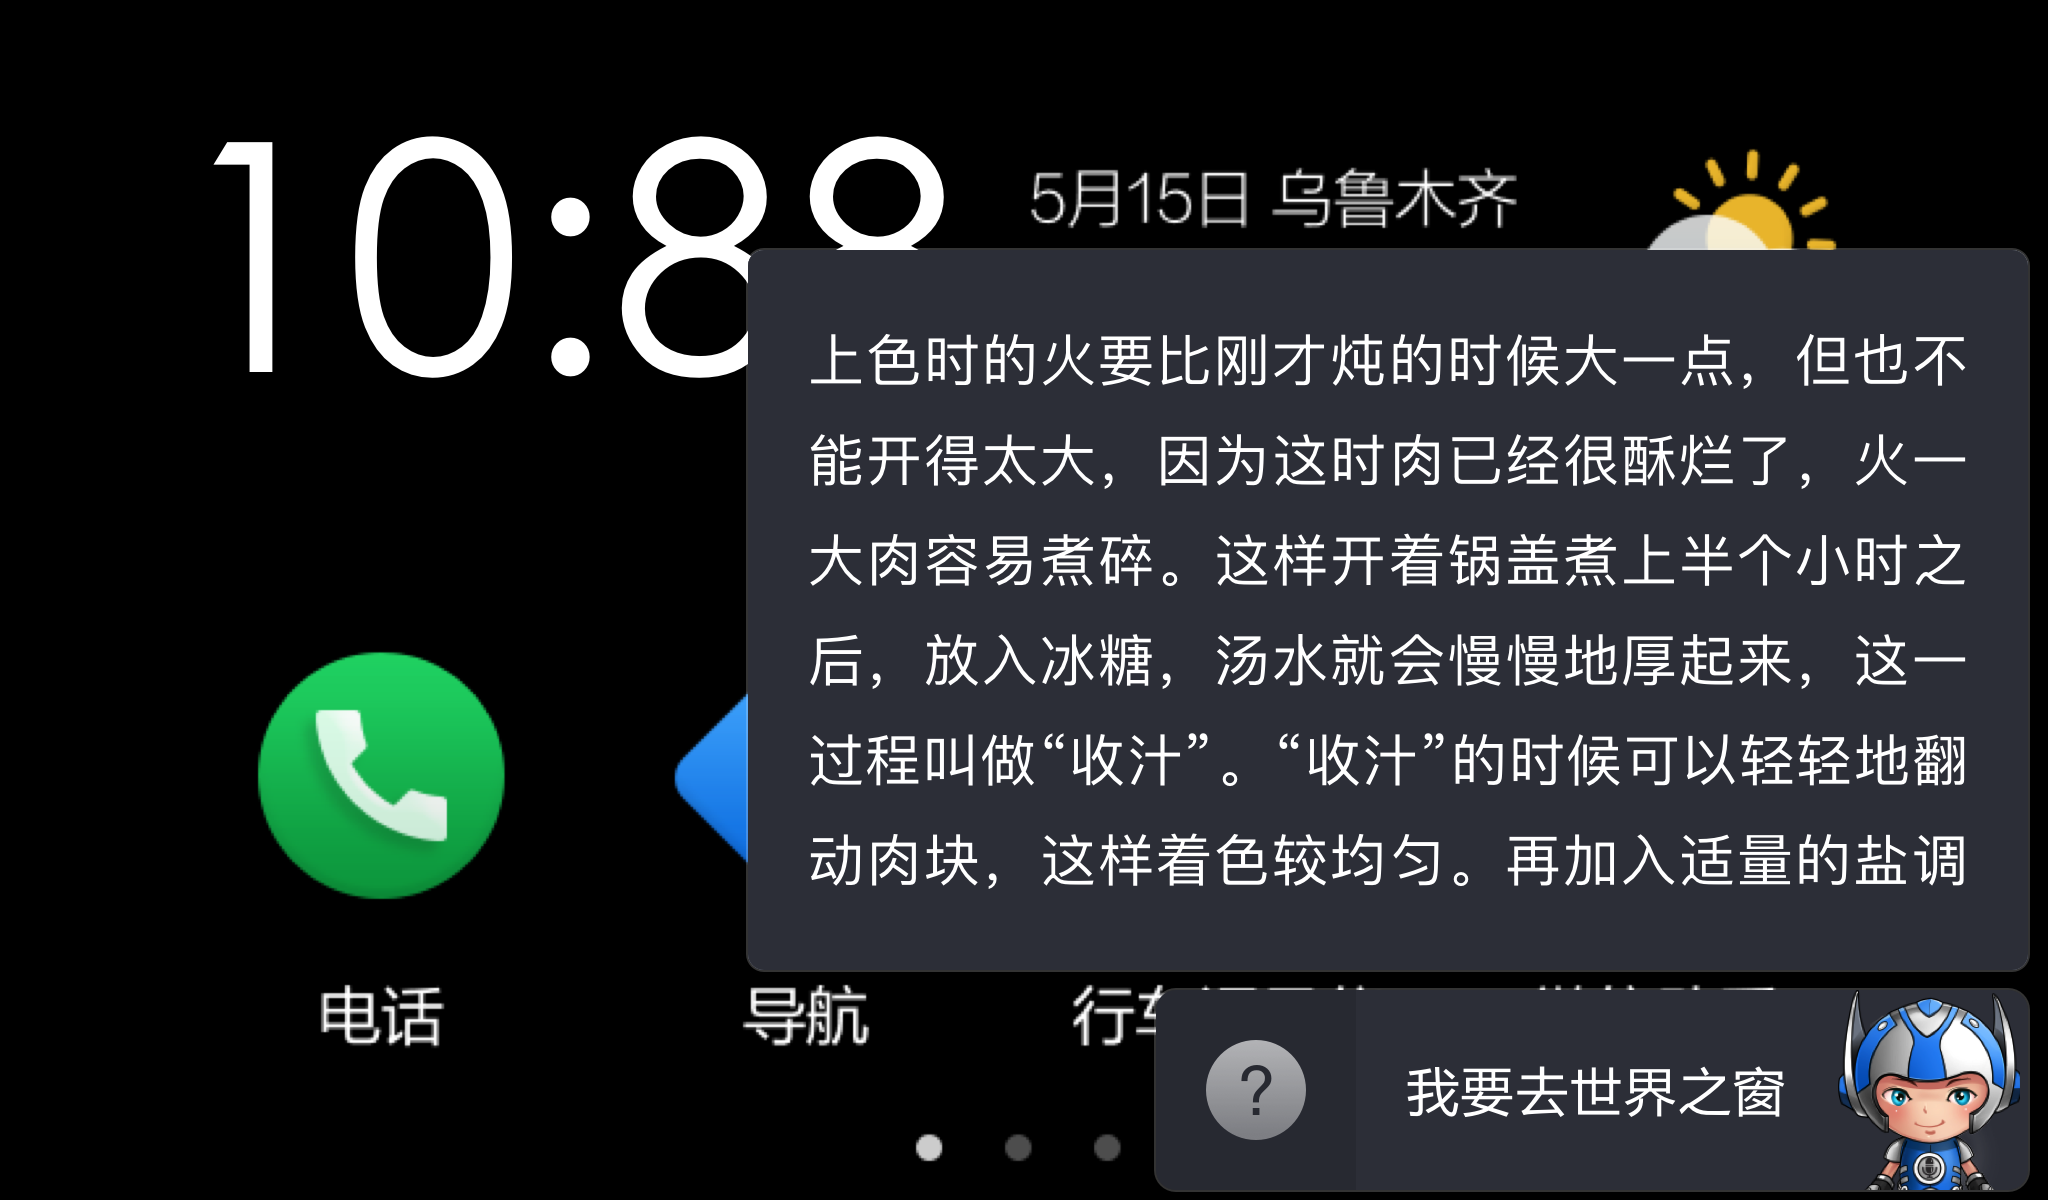 10:88
5月15日 乌鲁木齐
上色时的火要比刚才炖的时候大一点，但也不
能开得太大，因为这时肉已经很酥烂了，火一
大肉容易煮碎。这样开着锅盖煮上半个小时之
后，放入冰糖，汤水就会慢慢地厚起来，这一
过程叫做“收汁”。“收汁”的时候可以轻轻地翻
动肉块，这样着色较均匀。再加入适量的盐调
电话
导航
行车
?
我要去世界之窗